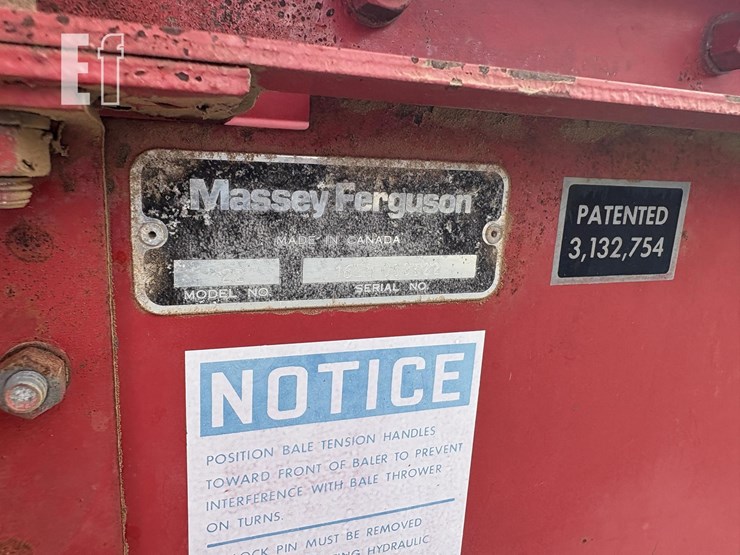 Ef
Massey Ferguson
MADE IN CANADA
MODEL NO.
SERIAL NO.
PATENTED
3,132,754
NOTICE
POSITION BALE TENSION HANDLES
TOWARD FRONT OF BALER TO PREVENT
INTERFERENCE WITH BALE THROWER
ON TURNS.
PIN MUST BE REMOVED
HYDRAULIC